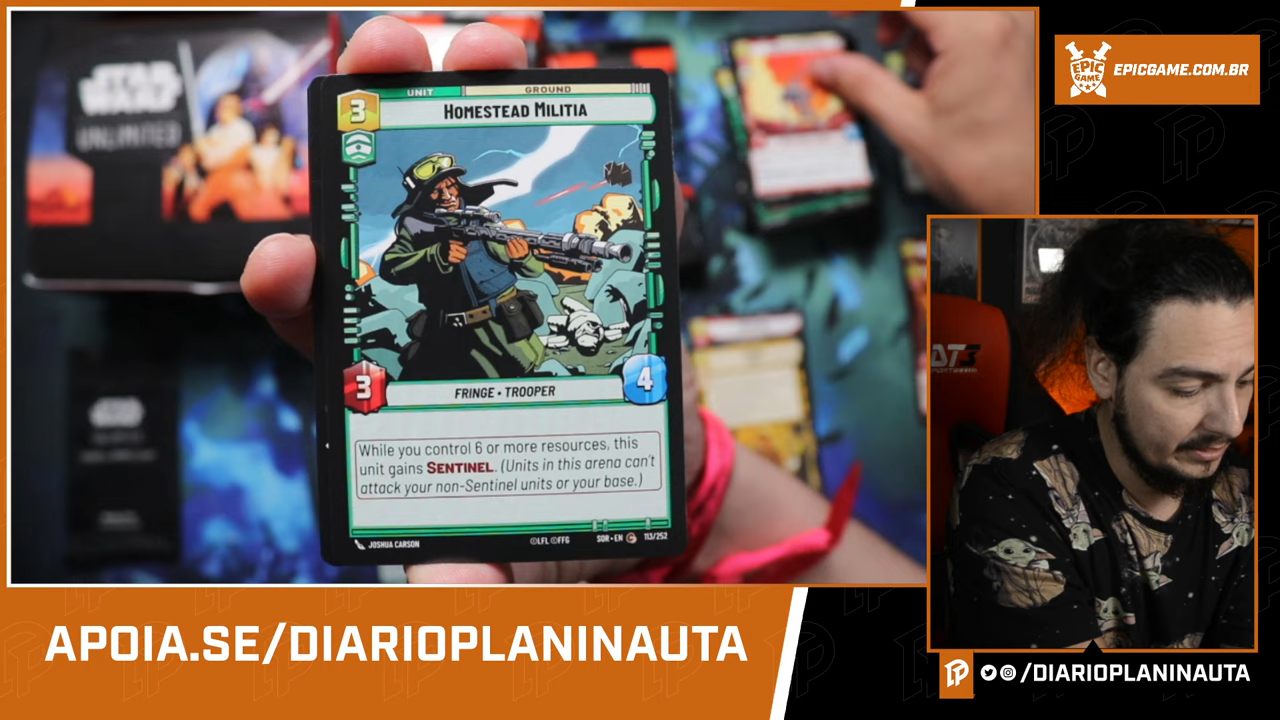 STAR
WARS
UNLIMITED
UNIT
GROUND
3
HOMESTEAD MILITIA
3
FRINGE • TROOPER
4
While you control 6 or more resources, this
unit gains SENTINEL. (Units in this arena can't
attack your non-Sentinel units or your base.)
JOSHUA CARSON
©LFL ©FFG
SOR • EN C 113/252
EPIC
GAME
EPICGAME.COM.BR
DT3
APOIA.SE/DIARIOPLANINAUTA
/DIARIOPLANINAUTA